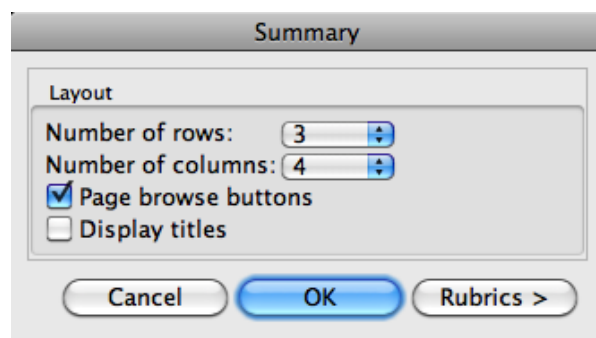 Summary
Layout
Number of rows: 3
Number of columns: 4
Page browse buttons
Display titles
Cancel OK Rubrics >